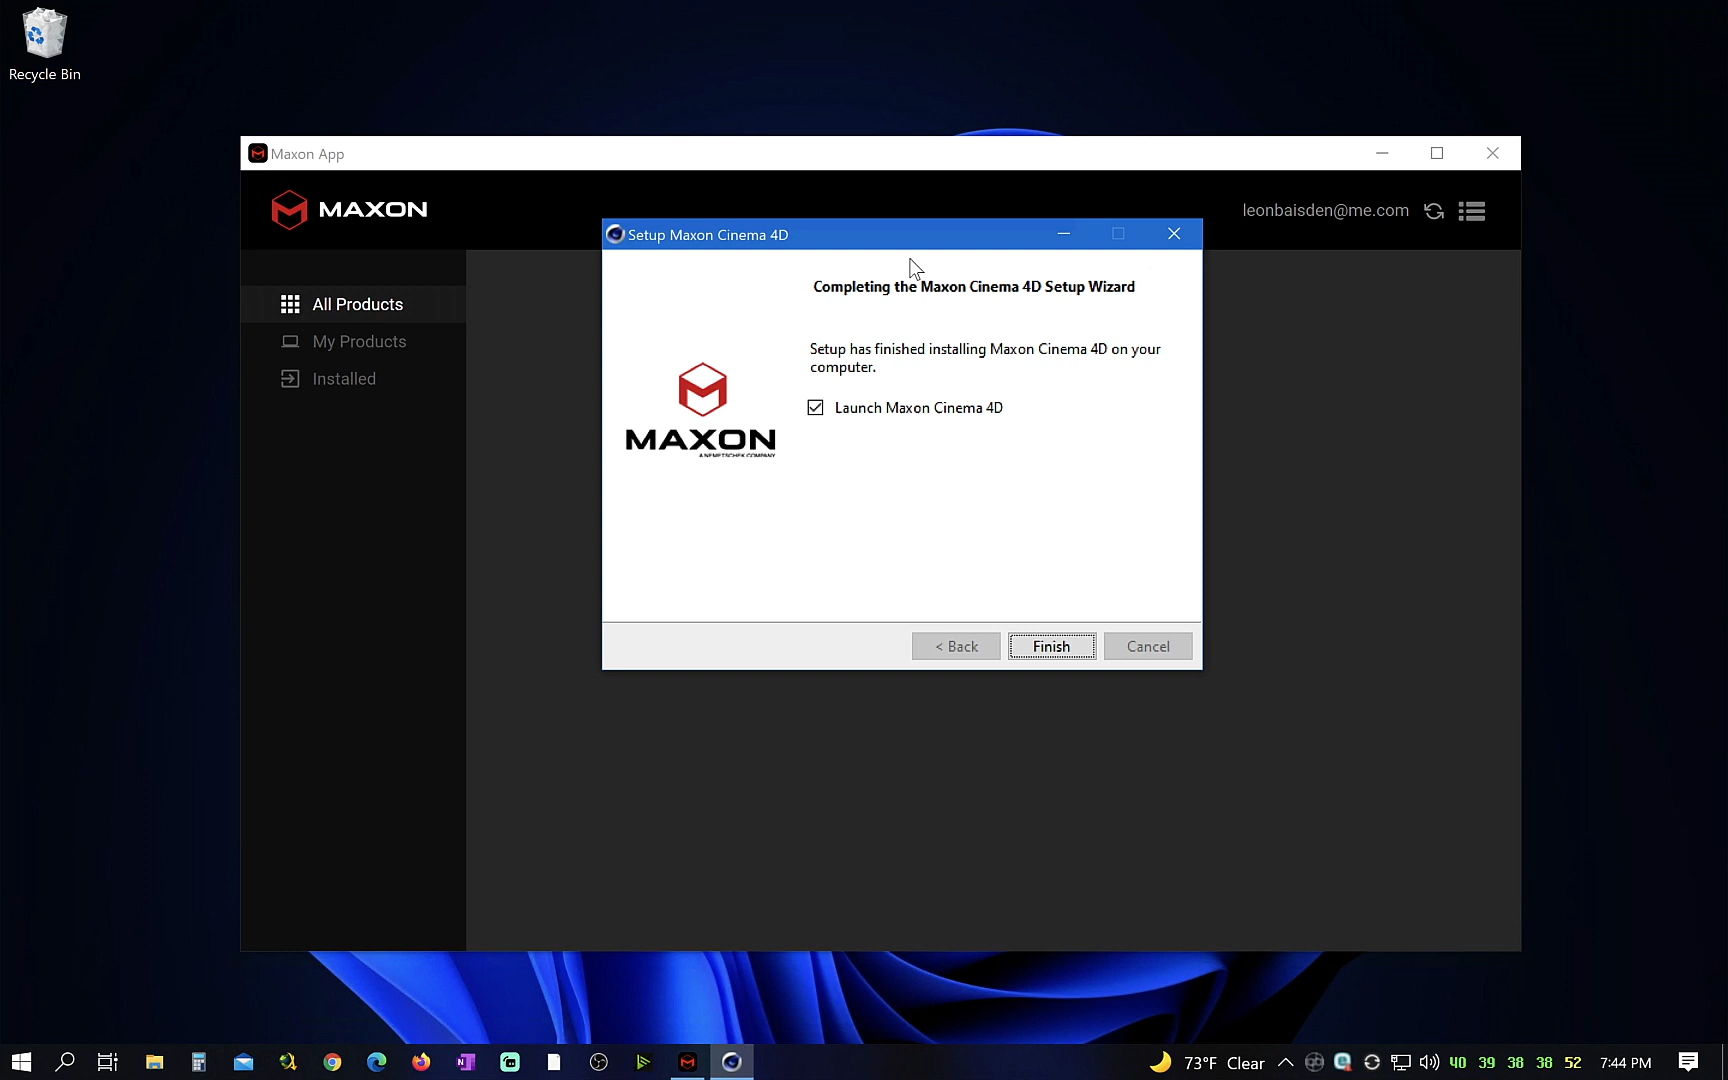 Recycle Bin
Maxon App
MAXON
leonbaisden@me.com
Setup Maxon Cinema 4D
All Products
My Products
Installed
Completing the Maxon Cinema 4D Setup Wizard
Setup has finished installing Maxon Cinema 4D on your
computer.
Launch Maxon Cinema 4D
MAXON
A NEMETSCHEK COMPANY
< Back
Finish
Cancel
73°F Clear
40 39 38 38 52
7:44 PM